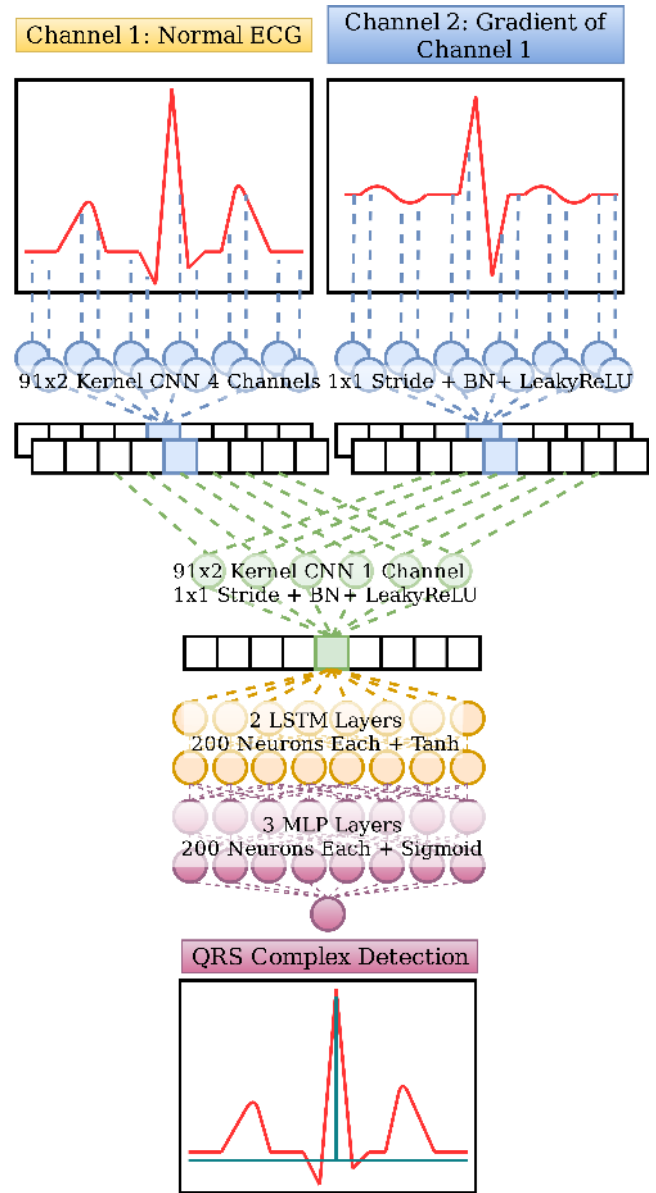 Channel 1: Normal ECG
Channel 2: Gradient of
Channel 1
91x2 Kernel CNN 4 Channels
1x1 Stride + BN+ LeakyReLU
91x2 Kernel CNN 1 Channel
1x1 Stride + BN+ LeakyReLU
2 LSTM Layers
200 Neurons Each + Tanh
3 MLP Layers
200 Neurons Each + Sigmoid
QRS Complex Detection